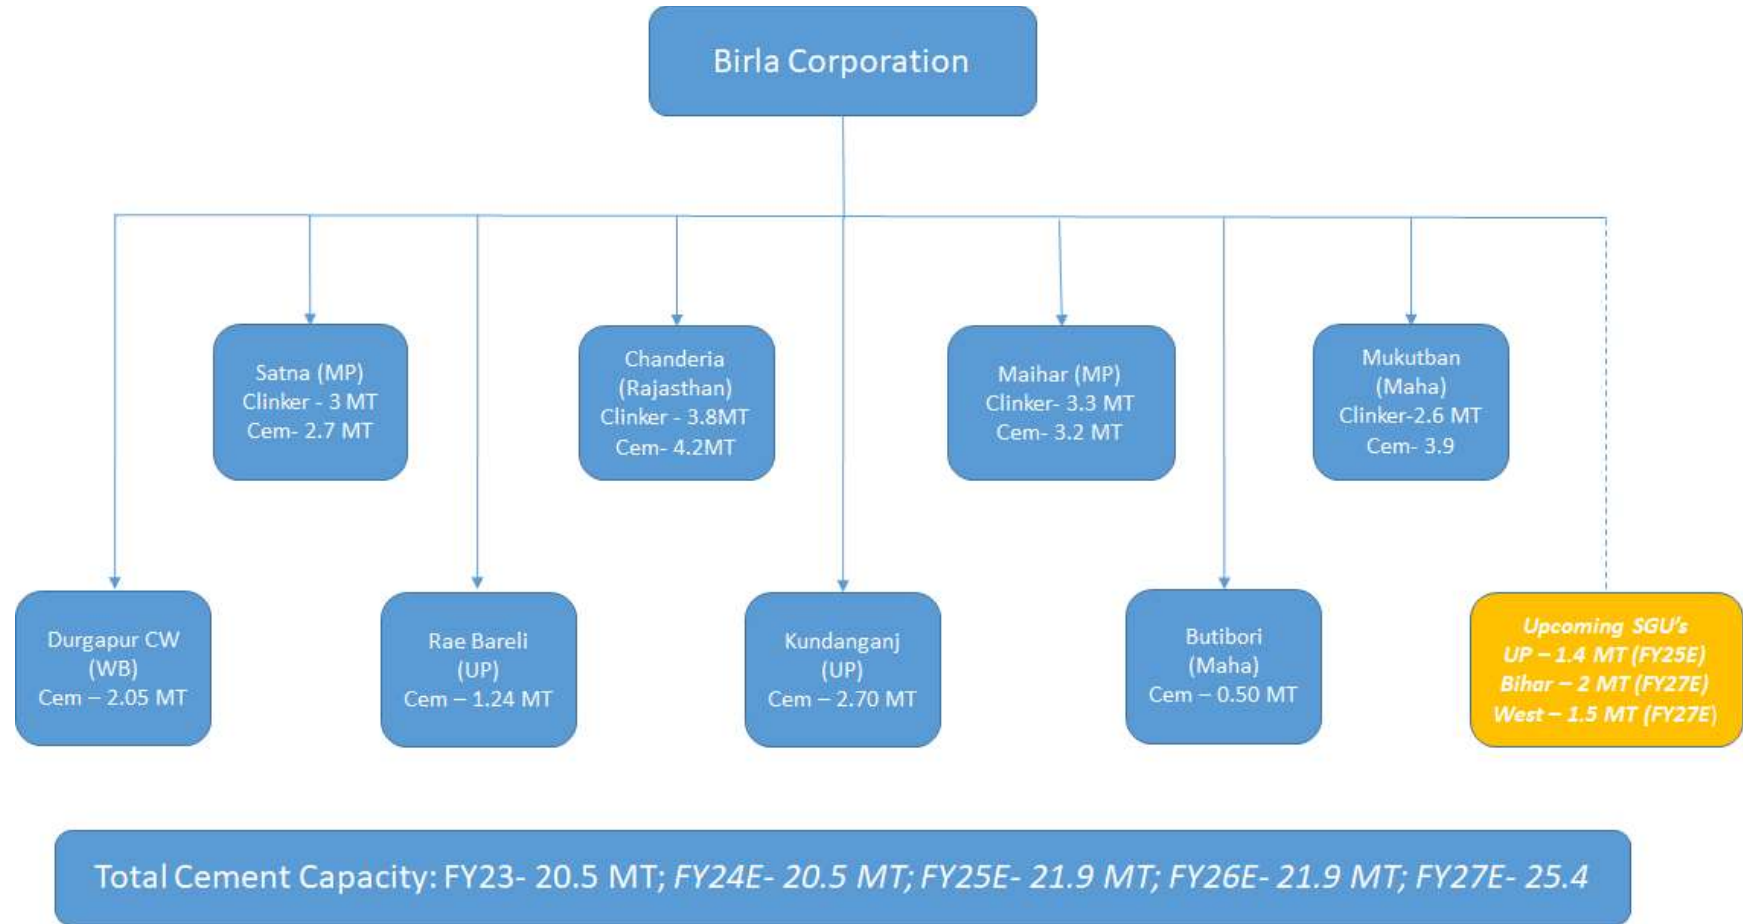 Birla Corporation
Satna (MP)
Clinker - 3 MT
Cem- 2.7 MT
Chanderia
(Rajasthan)
Clinker - 3.8MT
Cem- 4.2MT
Maihar (MP)
Clinker- 3.3 MT
Cem- 3.2 MT
Mukutban
(Maha)
Clinker-2.6 MT
Cem- 3.9
Durgapur CW
(WB)
Cem – 2.05 MT
Rae Bareli
(UP)
Cem – 1.24 MT
Kundanganj
(UP)
Cem – 2.70 MT
Butibori
(Maha)
Cem – 0.50 MT
Upcoming SGU's
UP – 1.4 MT (FY25E)
Bihar – 2 MT (FY27E)
West – 1.5 MT (FY27E)
Total Cement Capacity: FY23- 20.5 MT; FY24E- 20.5 MT; FY25E- 21.9 MT; FY26E- 21.9 MT; FY27E- 25.4